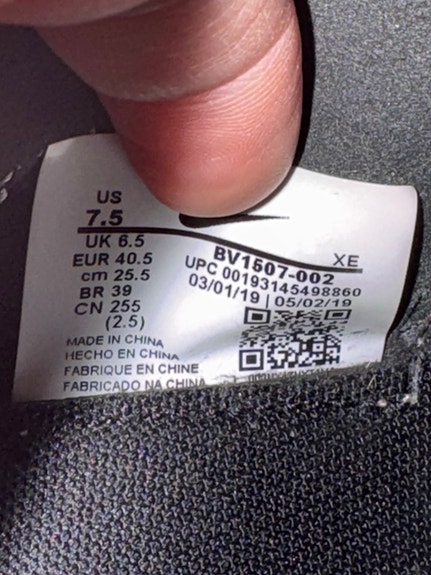 US
7.5
UK 6.5
EUR 40.5
cm 25.5
BR 39
CN 255
(2.5)
MADE IN CHINA
HECHO EN CHINA
FABRIQUE EN CHINE
FABRICADO NA CHINA
XE
BV1507-002
UPC 00193145498860
03/01/19 | 05/02/19